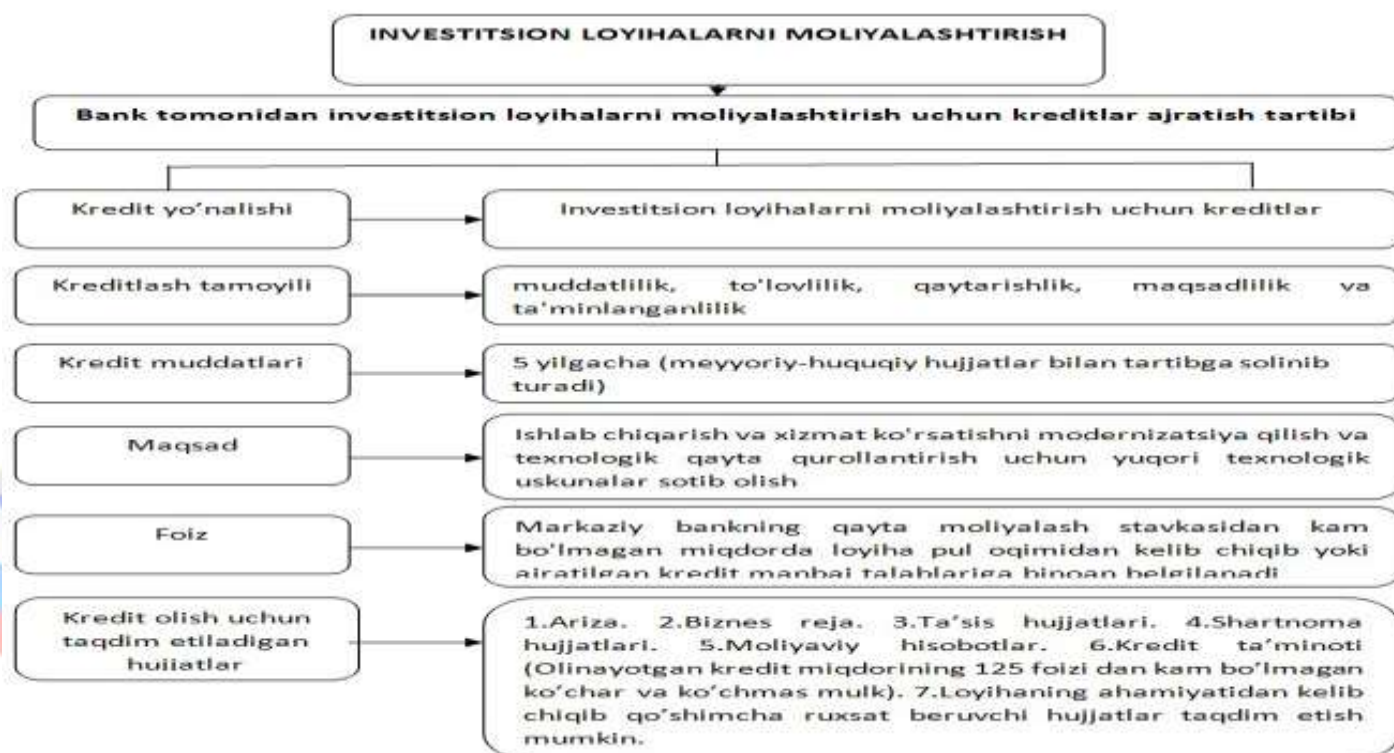 INVESTITSION LOYIHALARNI MOLIYALASHTIRISH
Bank tomonidan investitsion loyihalarni moliyalashtirish uchun kreditlar ajratish tartibi
Kredit yo'nalishi
Investitsion loyihalarni moliyalashtirish uchun kreditlar
Kreditlash tamoyili
muddatlilik, to'lovlilik, qaytarishlik, maqsadlilik va
ta'minlanganlilik
Kredit muddatlari
5 yilgacha (meyyoriy-huquqiy hujjatlar bilan tartibga solinib
turadi)
Maqsad
Ishlab chiqarish va xizmat ko'rsatishni modernizatsiya qilish va
texnologik qayta qurollantirish uchun yuqori texnologik
uskunalar sotib olish
Foiz
Markaziy bankning qayta moliyalash stavkasidan kam
bo'lmagan miqdorda loyiha pul oqimidan kelib chiqib yoki
ajratilgan kredit manbai talablariga binoan belgilanadi
Kredit olish uchun
taqdim etiladigan
hujjatlar
1.Ariza. 2.Biznes reja. 3.Ta'sis hujjatlari. 4.Shartnoma
hujjatlari. 5.Moliyaviy hisobotlar. 6.Kredit ta'minoti
(Olinayotgan kredit miqdorining 125 foizi dan kam bo'lmagan
ko'char va ko'chmas mulk). 7.Loyihaning ahamiyatidan kelib
chiqib qo'shimcha ruxsat beruvchi hujjatlar taqdim etish
mumkin.